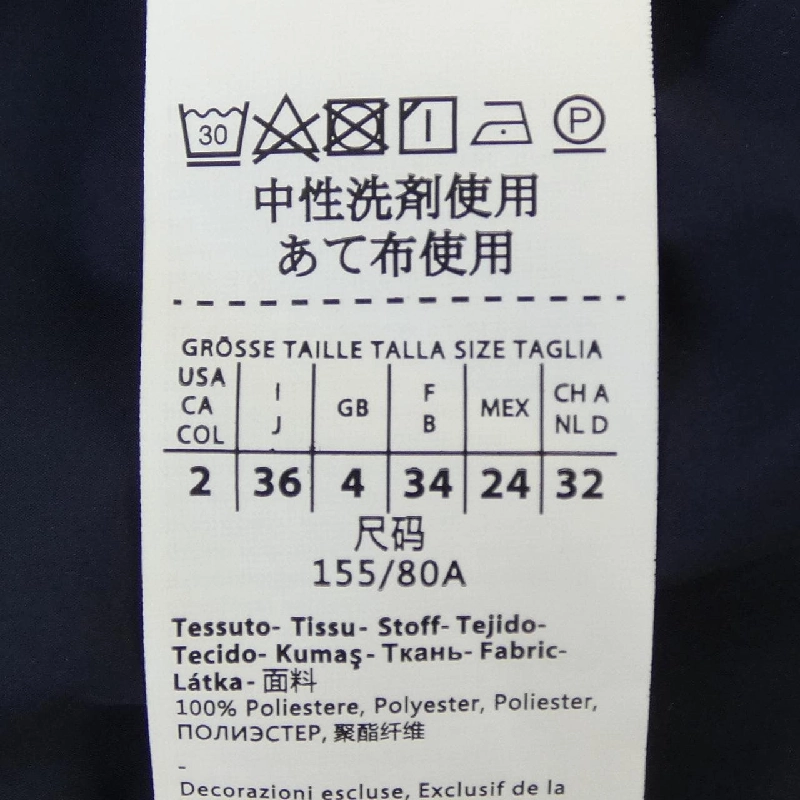 30 P
中性洗剤使用
あて布使用
GRÖSSE TAILLE TALLA SIZE TAGLIA
USA CA COL I J GB F B MEX CH A NL D
2 36 4 34 24 32
尺码
155/80A
Tessuto- Tissu- Stoff- Tejido-
Tecido- Kumaş- Ткань- Fabric-
Látka- 面料
100% Poliestere, Polyester, Poliester,
ПОЛИЭСТЕР, 聚酯纤维
-
Decorazioni escluse, Exclusif de la